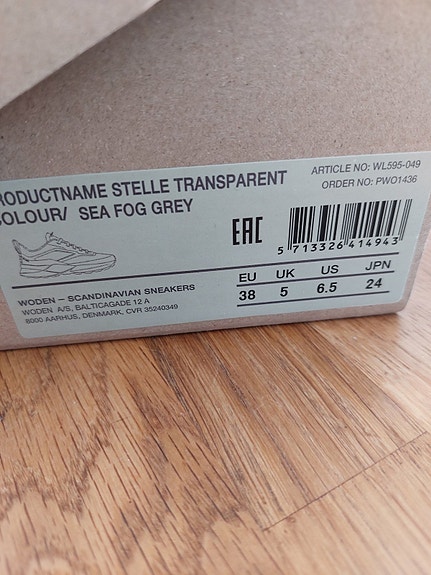 RODUCTNAME STELLE TRANSPARENT
OLOUR/ SEA FOG GREY
ARTICLE NO: WL595-049
ORDER NO: PWO1436
EAC
5 713326 414943
WODEN – SCANDINAVIAN SNEAKERS
WODEN A/S, BALTICAGADE 12 A
8000 AARHUS, DENMARK, CVR 35240349
EU UK US JPN
38 5 6.5 24